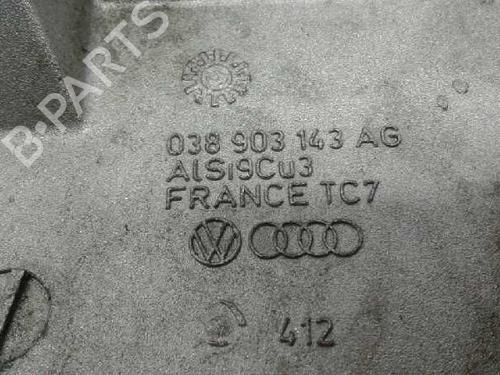 B-PARTS
038 903 143 AG
AlSi9Cu3
FRANCE TC7
412